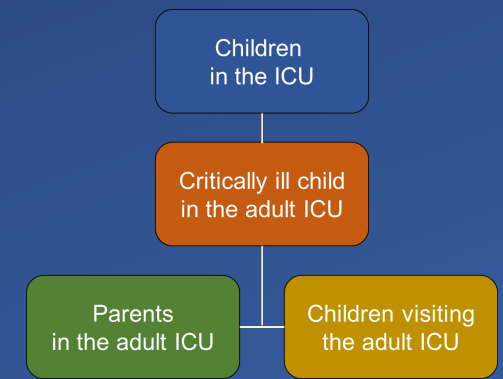 Children
in the ICU
Critically ill child
in the adult ICU
Parents
in the adult ICU
Children visiting
the adult ICU